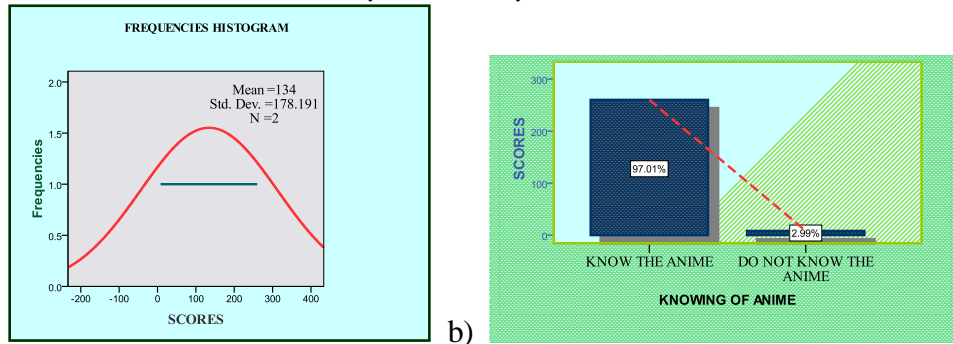 FREQUENCIES HISTOGRAM
Mean =134
Std. Dev. =178.191
N =2
2.0
1.5
1.0
0.5
0.0
Frequencies
-200 -100 0 100 200 300 400
SCORES
b)
300
200
100
0
SCORES
97.01%
2.99%
KNOW THE ANIME DO NOT KNOW THE
ANIME
KNOWING OF ANIME